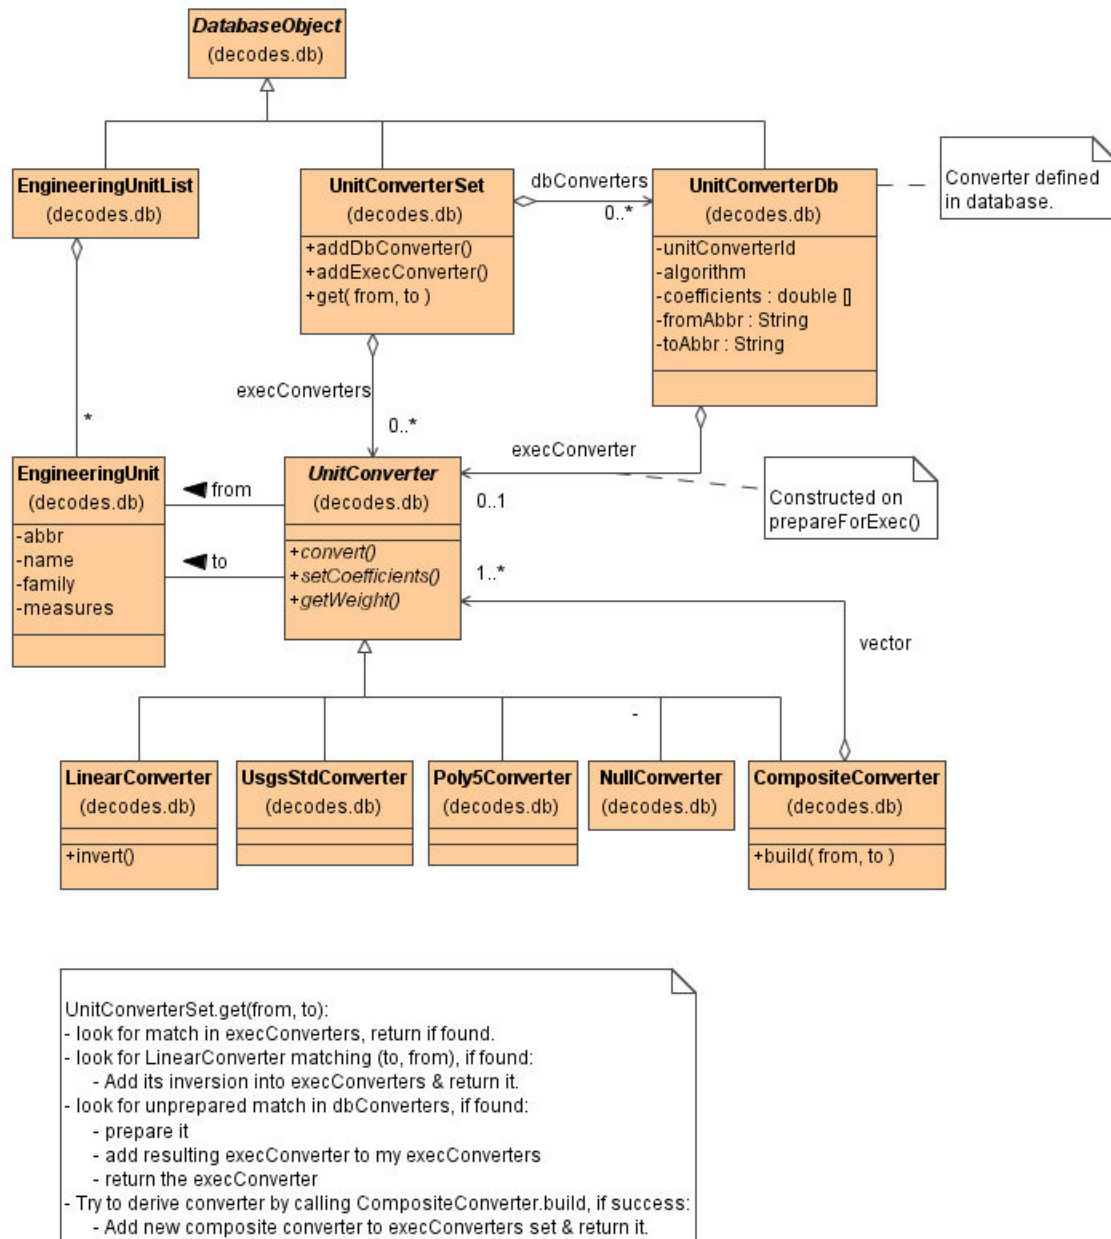 DatabaseObject
(decodes.db)
EngineeringUnitList
(decodes.db)
UnitConverterSet
(decodes.db)
+addDbConverter()
+addExecConverter()
+get( from, to )
dbConverters
0..*
UnitConverterDb
(decodes.db)
-unitConverterId
-algorithm
-coefficients : double []
-fromAbbr : String
-toAbbr : String
Converter defined
in database.
execConverters
0..*
*
execConverter
0..1
Constructed on
prepareForExec()
EngineeringUnit
(decodes.db)
-abbr
-name
-family
-measures
from
to
UnitConverter
(decodes.db)
+convert()
+setCoefficients()
+getWeight()
1..*
vector
-
LinearConverter
(decodes.db)
+invert()
UsgsStdConverter
(decodes.db)
Poly5Converter
(decodes.db)
NullConverter
(decodes.db)
CompositeConverter
(decodes.db)
+build( from, to )
UnitConverterSet.get(from, to):
- look for match in execConverters, return if found.
- look for LinearConverter matching (to, from), if found:
- Add its inversion into execConverters & return it.
- look for unprepared match in dbConverters, if found:
- prepare it
- add resulting execConverter to my execConverters
- return the execConverter
- Try to derive converter by calling CompositeConverter.build, if success:
- Add new composite converter to execConverters set & return it.